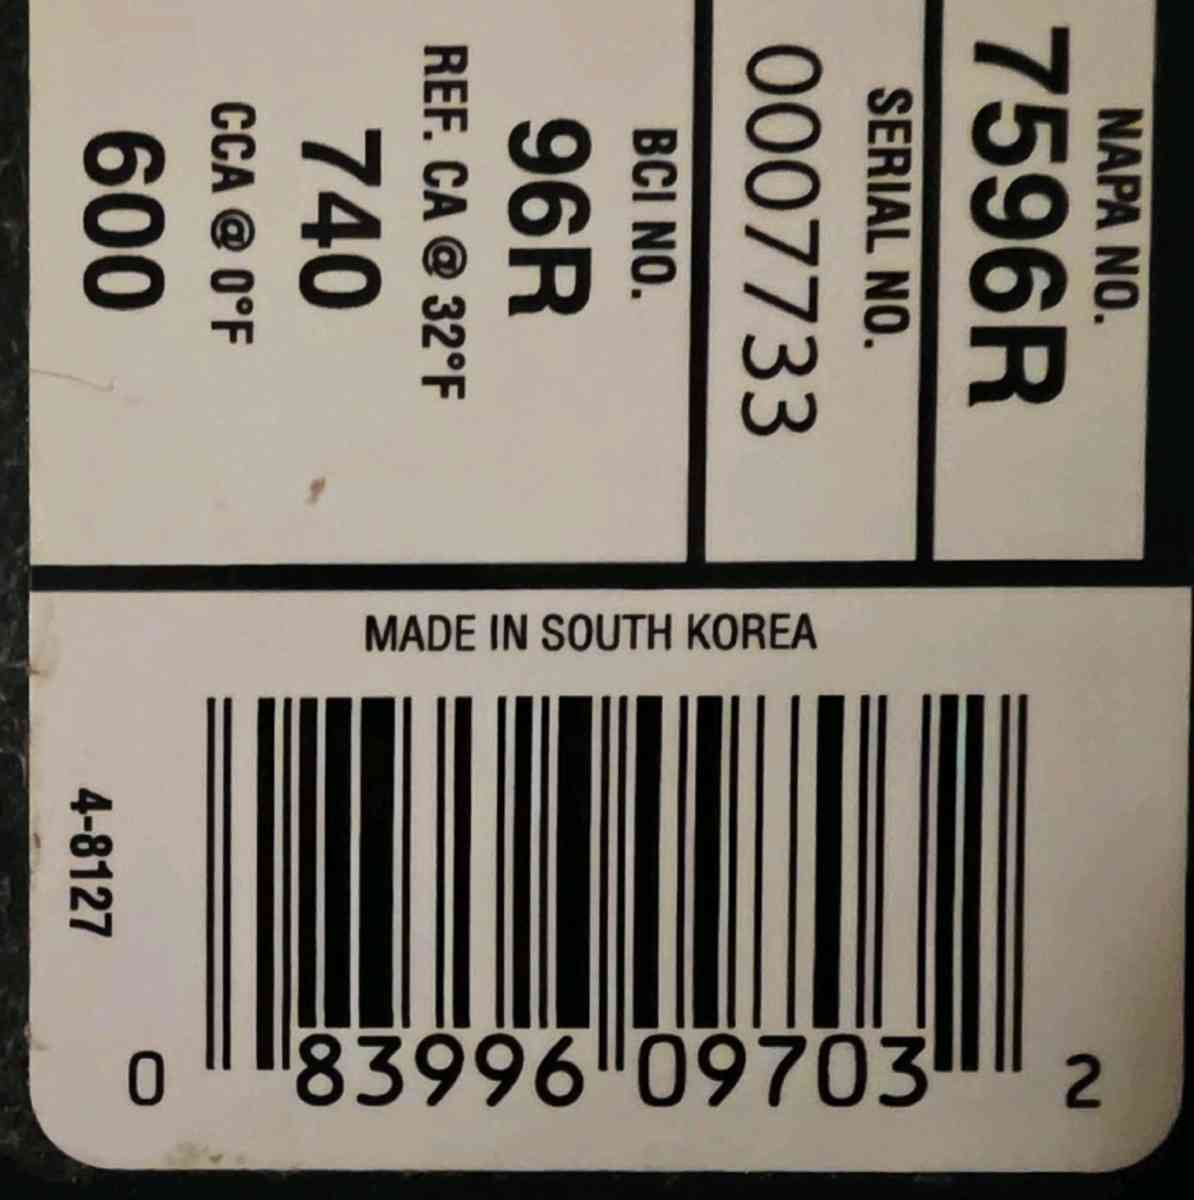 NAPA NO.
7596R
SERIAL NO.
0007733
BCI NO.
96R
REF. CA @ 32°F
740
CCA @ 0°F
600
MADE IN SOUTH KOREA
4-8127
0 83996 09703 2